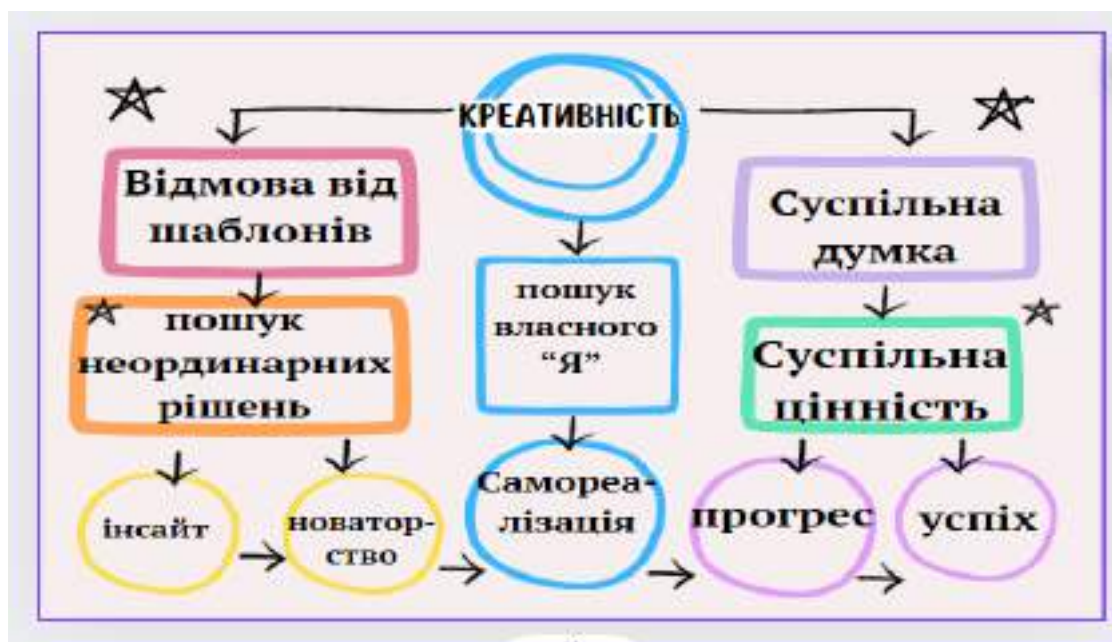 КРЕАТИВНІСТЬ
Відмова від
шаблонів
Суспільна
думка
пошук
неординарних
рішень
пошук
власного
“Я”
Суспільна
цінність
інсайт
новатор-
ство
Самореа-
лізація
прогрес
успіх